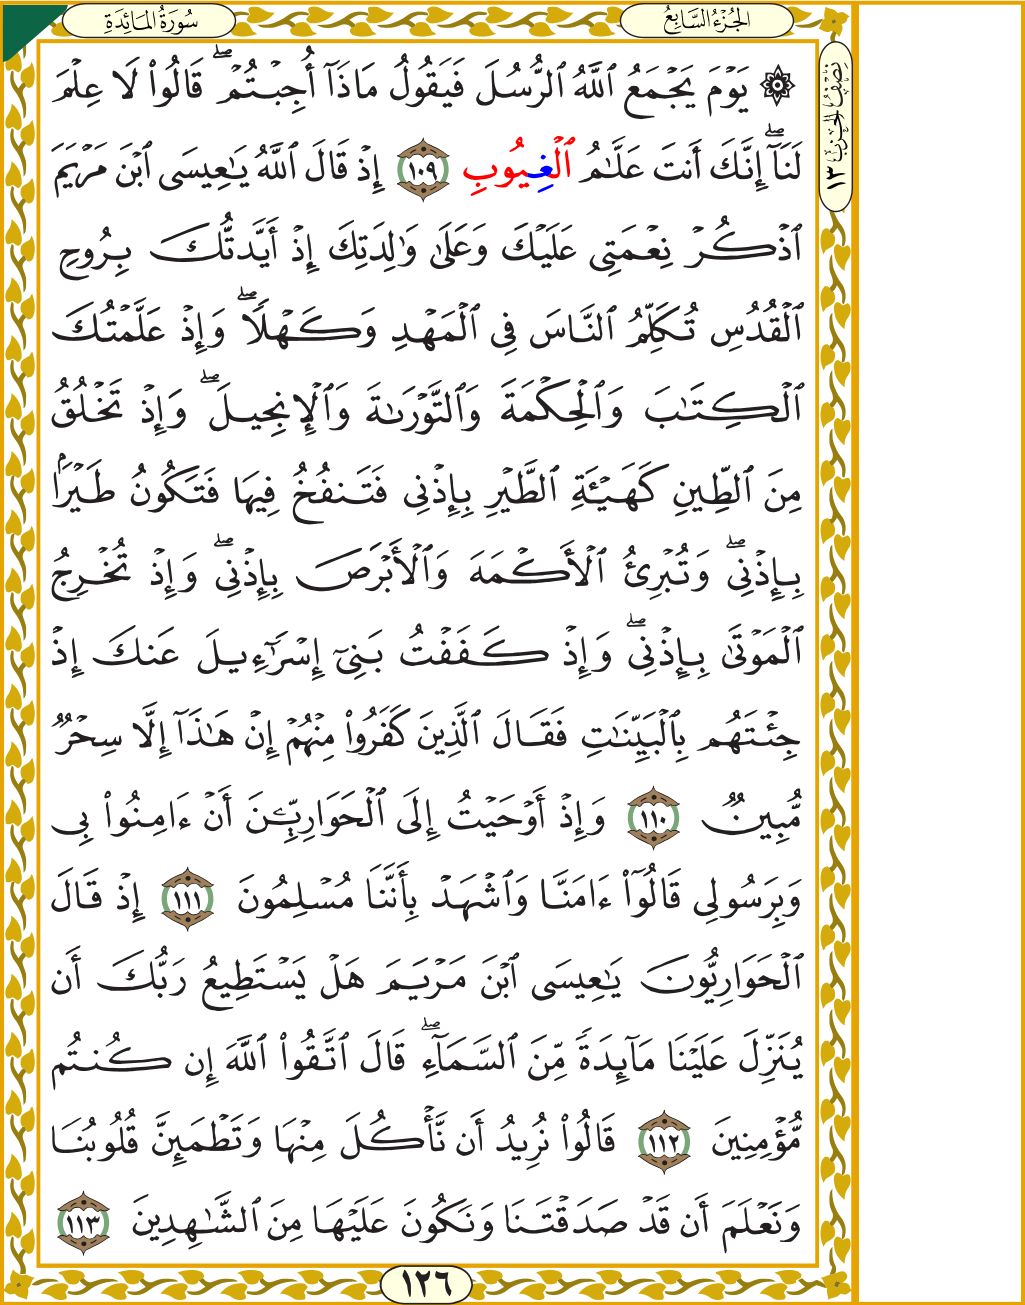 سُورَةُ المَائِدَةِ
الجُزْءُ السَّابِعُ
نِصْفُ الحِزْبِ ١٣
۞ يَوْمَ يَجْمَعُ ٱللَّهُ ٱلرُّسُلَ فَيَقُولُ مَاذَآ أُجِبْتُمْۖ قَالُوا۟ لَا عِلْمَ
لَنَآۖ إِنَّكَ أَنتَ عَلَّٰمُ ٱلْغِيُوبِ ١٠٩ إِذْ قَالَ ٱللَّهُ يَٰعِيسَى ٱبْنَ مَرْيَمَ
ٱذْكُرْ نِعْمَتِى عَلَيْكَ وَعَلَىٰ وَٰلِدَتِكَ إِذْ أَيَّدتُّكَ بِرُوحِ
ٱلْقُدُسِ تُكَلِّمُ ٱلنَّاسَ فِى ٱلْمَهْدِ وَكَهْلًاۖ وَإِذْ عَلَّمْتُكَ
ٱلْكِتَٰبَ وَٱلْحِكْمَةَ وَٱلتَّوْرَىٰةَ وَٱلْإِنجِيلَۖ وَإِذْ تَخْلُقُ
مِنَ ٱلطِّينِ كَهَيْـَٔةِ ٱلطَّيْرِ بِإِذْنِى فَتَنفُخُ فِيهَا فَتَكُونُ طَيْرًۢا
بِإِذْنِىۖ وَتُبْرِئُ ٱلْأَكْمَهَ وَٱلْأَبْرَصَ بِإِذْنِىۖ وَإِذْ تُخْرِجُ
ٱلْمَوْتَىٰ بِإِذْنِىۖ وَإِذْ كَفَفْتُ بَنِىٓ إِسْرَٰٓءِيلَ عَنكَ إِذْ
جِئْتَهُم بِٱلْبَيِّنَٰتِ فَقَالَ ٱلَّذِينَ كَفَرُوا۟ مِنْهُمْ إِنْ هَٰذَآ إِلَّا سِحْرٌ
مُّبِينٌ ١١٠ وَإِذْ أَوْحَيْتُ إِلَى ٱلْحَوَارِيِّـۧنَ أَنْ ءَامِنُوا۟ بِى
وَبِرَسُولِى قَالُوٓا۟ ءَامَنَّا وَٱشْهَدْ بِأَنَّنَا مُسْلِمُونَ ١١١ إِذْ قَالَ
ٱلْحَوَارِيُّونَ يَٰعِيسَى ٱبْنَ مَرْيَمَ هَلْ يَسْتَطِيعُ رَبُّكَ أَن
يُنَزِّلَ عَلَيْنَا مَآئِدَةً مِّنَ ٱلسَّمَآءِۖ قَالَ ٱتَّقُوا۟ ٱللَّهَ إِن كُنتُم
مُّؤْمِنِينَ ١١٢ قَالُوا۟ نُرِيدُ أَن نَّأْكُلَ مِنْهَا وَتَطْمَئِنَّ قُلُوبُنَا
وَنَعْلَمَ أَن قَدْ صَدَقْتَنَا وَنَكُونَ عَلَيْهَا مِنَ ٱلشَّٰهِدِينَ ١١٣
١٢٦